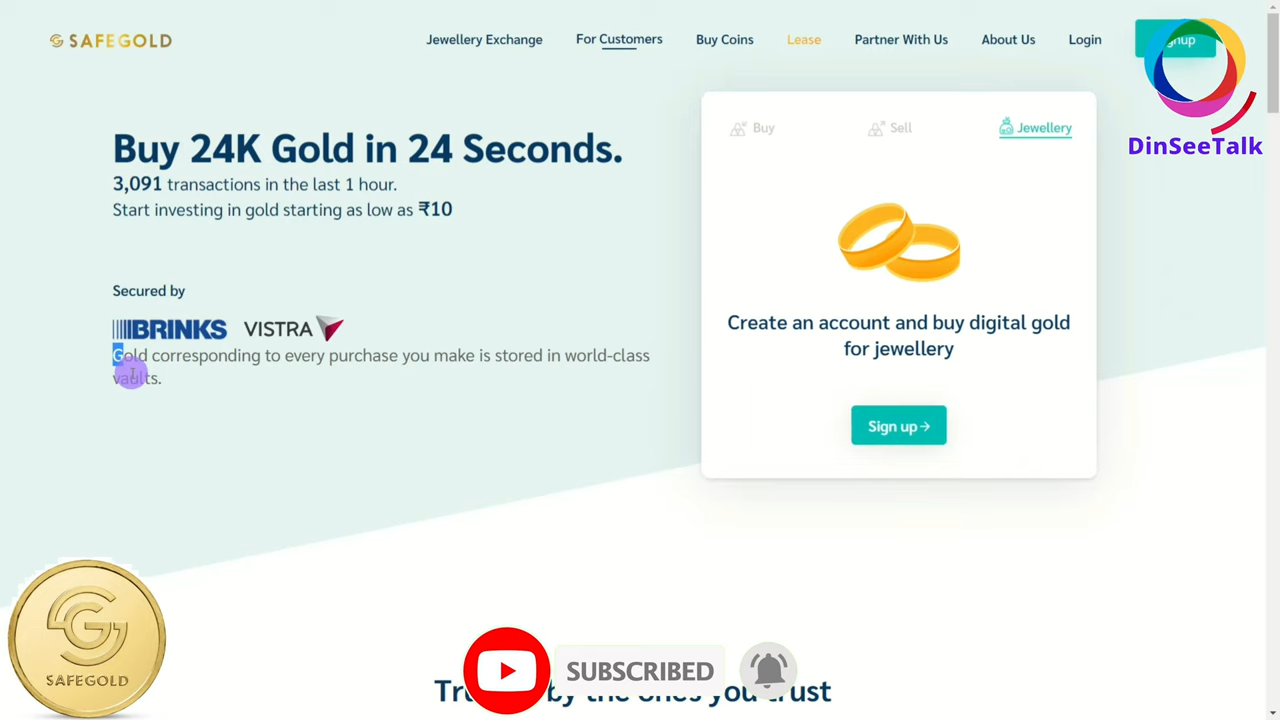 SAFEGOLD
Jewellery Exchange
For Customers
Buy Coins
Lease
Partner With Us
About Us
Login
DinSeeTalk
Buy 24K Gold in 24 Seconds.
3,091 transactions in the last 1 hour.
Start investing in gold starting as low as ₹10
Secured by
BRINKS VISTRA
Gold corresponding to every purchase you make is stored in world-class
vaults.
Buy
Sell
Jewellery
Create an account and buy digital gold
for jewellery
Sign up→
SAFEGOLD
SUBSCRIBED
by the ones you trust